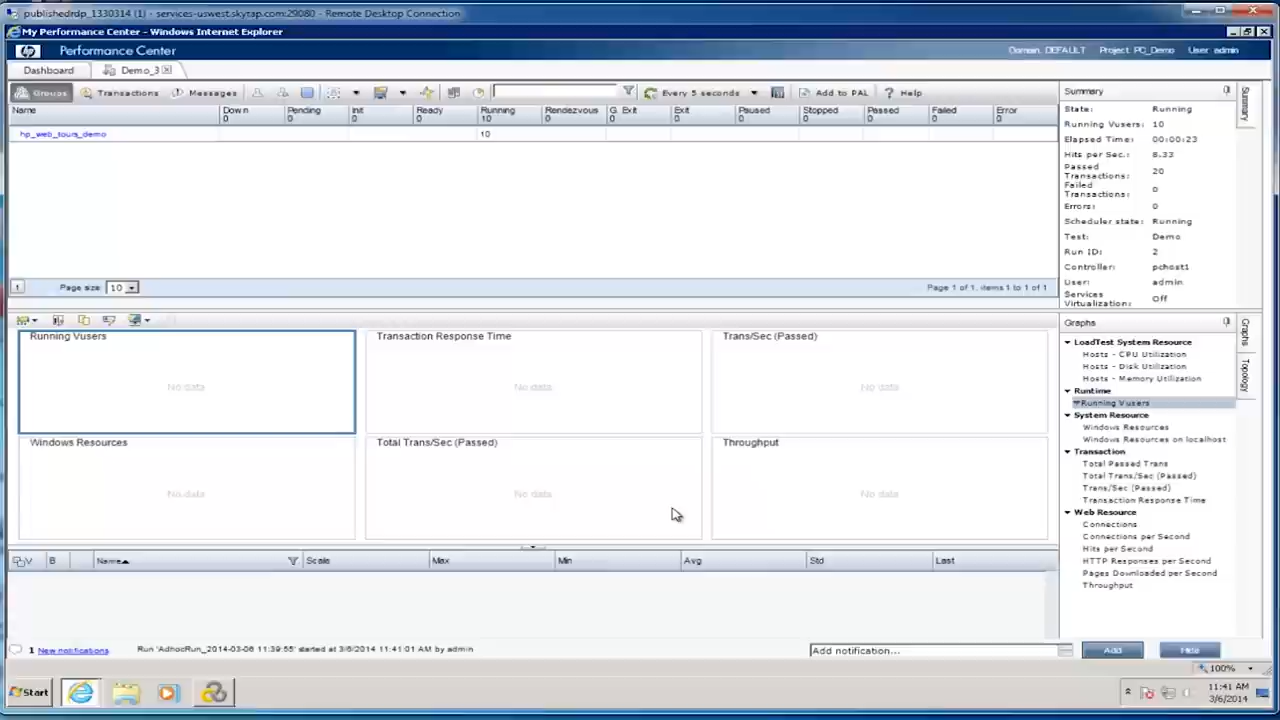 publishedrdp_1330314 (1) - services-uswest.skytap.com:29080 - Remote Desktop Connection
My Performance Center - Windows Internet Explorer
hp Performance Center Domain: DEFAULT Project: PC_Demo User: admin
Dashboard Demo_3
Groups Transactions Messages Every 5 seconds Add to PAL ? Help
Name Down Pending Init Ready Running Rendezvous G. Exit Exit Paused Stopped Passed Failed Error
0 0 0 0 10 0 0 0 0 0 0 0 0
hp_web_tours_demo 10
1 Page size 10 Page 1 of 1, items 1 to 1 of 1
Summary
State: Running
Running Vusers: 10
Elapsed Time: 00:00:23
Hits per Sec.: 8.33
Passed Transactions: 20
Failed Transactions: 0
Errors: 0
Scheduler state: Running
Test: Demo
Run ID: 2
Controller: pchost1
User: admin
Services Virtualization: Off
Summary
Running Vusers
No data
Transaction Response Time
No data
Trans/Sec (Passed)
No data
Windows Resources
No data
Total Trans/Sec (Passed)
No data
Throughput
No data
Graphs
LoadTest System Resource
Hosts - CPU Utilization
Hosts - Disk Utilization
Hosts - Memory Utilization
Runtime
Running Vusers
System Resource
Windows Resources
Windows Resources on localhost
Transaction
Total Passed Trans
Total Trans/Sec (Passed)
Trans/Sec (Passed)
Transaction Response Time
Web Resource
Connections
Connections per Second
Hits per Second
HTTP Responses per Second
Pages Downloaded per Second
Throughput
Graphs
Topology
V B Name Scale Max Min Avg Std Last
1 New notifications Run 'AdhocRun_2014-03-06 11:39:55' started at 3/6/2014 11:41:01 AM by admin Add notification... Add Hide
100%
Start 11:41 AM
3/6/2014